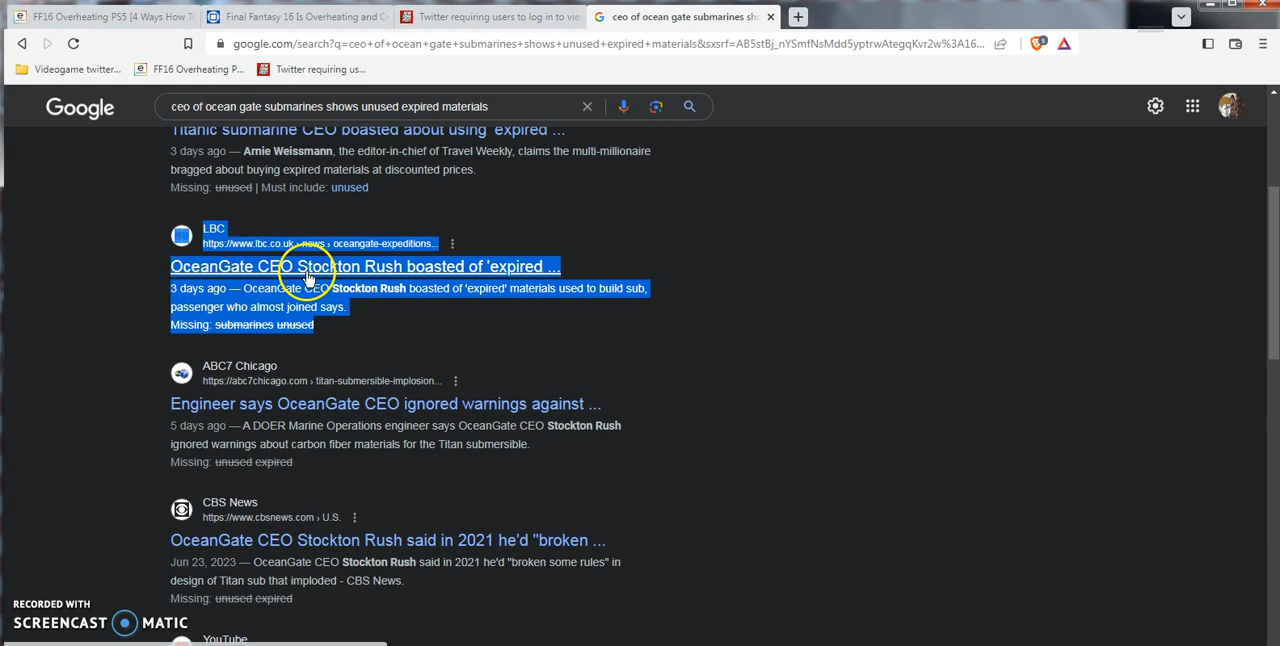 FF16 Overheating PS5 [4 Ways How To
Final Fantasy 16 Is Overheating and C
Twitter requiring users to log in to vie
ceo of ocean gate submarines sh
google.com/search?q=ceo+of+ocean+gate+submarines+shows+unused+expired+materials&sxsrf=AB5stBj_nYSmfNsMdd5yptrwAtegqKvr2w%3A16...
Videogame twitter...
FF16 Overheating P...
Twitter requiring us...
Google
ceo of ocean gate submarines shows unused expired materials
Titanic submarine CEO boasted about using 'expired ...
3 days ago — Arnie Weissmann, the editor-in-chief of Travel Weekly, claims the multi-millionaire
bragged about buying expired materials at discounted prices.
Missing: unused | Must include: unused
LBC
https://www.lbc.co.uk › news › oceangate-expeditions...
OceanGate CEO Stockton Rush boasted of 'expired ...
3 days ago — OceanGate CEO Stockton Rush boasted of 'expired' materials used to build sub,
passenger who almost joined says.
Missing: submarines unused
ABC7 Chicago
https://abc7chicago.com › titan-submersible-implosion...
Engineer says OceanGate CEO ignored warnings against ...
5 days ago — A DOER Marine Operations engineer says OceanGate CEO Stockton Rush
ignored warnings about carbon fiber materials for the Titan submersible.
Missing: unused expired
CBS News
https://www.cbsnews.com › U.S.
OceanGate CEO Stockton Rush said in 2021 he'd "broken ...
Jun 23, 2023 — OceanGate CEO Stockton Rush said in 2021 he'd "broken some rules" in
design of Titan sub that imploded - CBS News.
Missing: unused expired
YouTube
RECORDED WITH
SCREENCAST MATIC